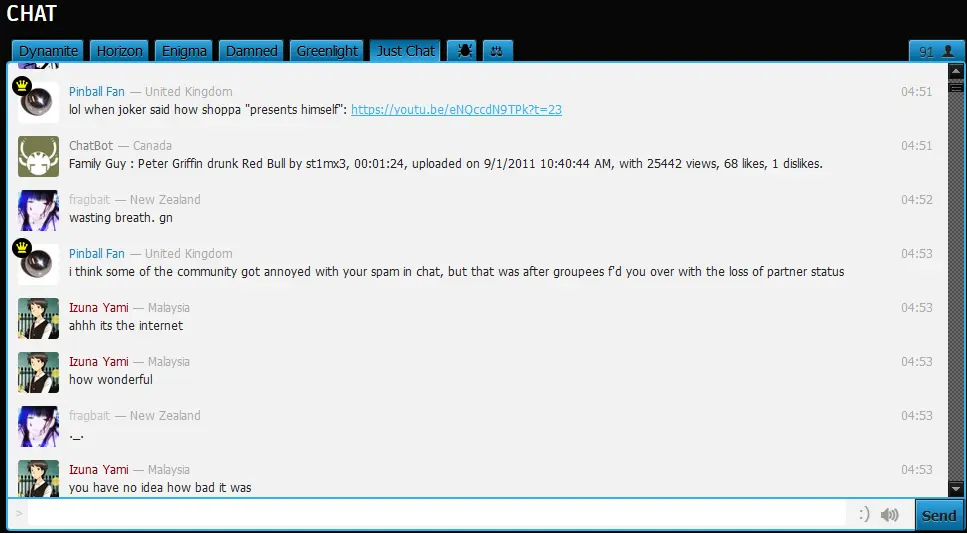 CHAT
Dynamite Horizon Enigma Damned Greenlight Just Chat 91
Pinball Fan — United Kingdom 04:51
lol when joker said how shoppa "presents himself": https://youtu.be/eNQccdN9TPk?t=23
ChatBot — Canada 04:51
Family Guy : Peter Griffin drunk Red Bull by st1mx3, 00:01:24, uploaded on 9/1/2011 10:40:44 AM, with 25442 views, 68 likes, 1 dislikes.
fragbait — New Zealand 04:52
wasting breath. gn
Pinball Fan — United Kingdom 04:53
i think some of the community got annoyed with your spam in chat, but that was after groupees f'd you over with the loss of partner status
Izuna Yami — Malaysia 04:53
ahhh its the internet
Izuna Yami — Malaysia 04:53
how wonderful
fragbait — New Zealand 04:53
._.
Izuna Yami — Malaysia 04:53
you have no idea how bad it was
> :) Send